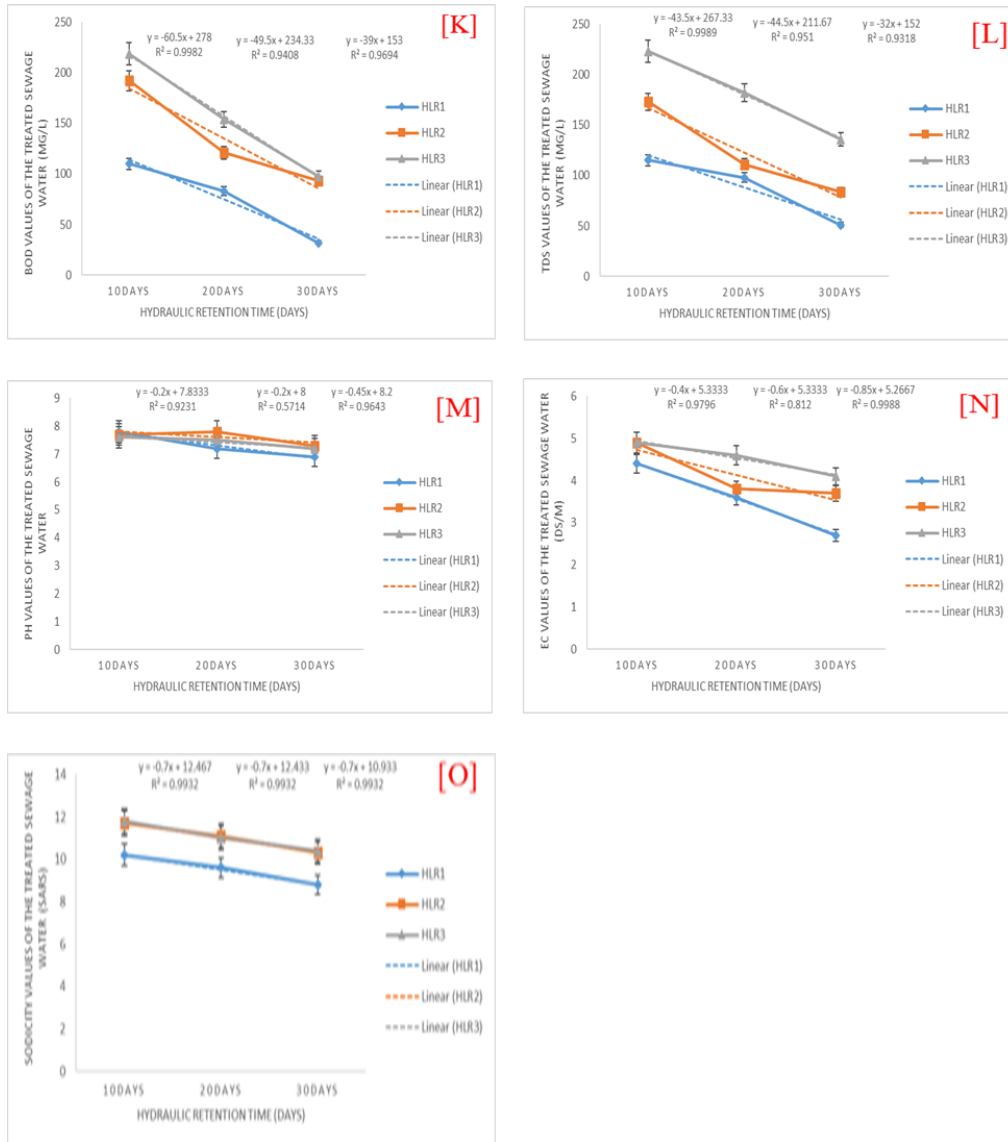 [K]
y = -60.5x + 278 y = -49.5x + 234.33 y = -39x + 153
R² = 0.9982 R² = 0.9408 R² = 0.9694
BOD VALUES OF THE TREATED SEWAGE
WATER (MG/L)
250
200
150
100
50
0
10DAYS 20DAYS 30DAYS
HYDRAULIC RETENTION TIME (DAYS)
HLR1
HLR2
HLR3
Linear (HLR1)
Linear (HLR2)
Linear (HLR3)
[L]
y = -43.5x + 267.33 y = -44.5x + 211.67 y = -32x + 152
R² = 0.9989 R² = 0.951 R² = 0.9318
TDS VALUES OF THE TREATED SEWAGE
WATER (MG/L)
250
200
150
100
50
0
10DAYS 20DAYS 30DAYS
HYDRAULIC RETENTION TIME (DAYS)
HLR1
HLR2
HLR3
Linear (HLR1)
Linear (HLR2)
Linear (HLR3)
[M]
y = -0.2x + 7.8333 y = -0.2x + 8 y = -0.45x + 8.2
R² = 0.9231 R² = 0.5714 R² = 0.9643
PH VALUES OF THE TREATED SEWAGE
WATER
9
8
7
6
5
4
3
2
1
0
10DAYS 20DAYS 30DAYS
HYDRAULIC RETENTION TIME (DAYS)
HLR1
HLR2
HLR3
Linear (HLR1)
Linear (HLR2)
Linear (HLR3)
[N]
y = -0.4x + 5.3333 y = -0.6x + 5.3333 y = -0.85x + 5.2667
R² = 0.9796 R² = 0.812 R² = 0.9988
EC VALUES OF THE TREATED SEWAGE WATER
(DS/M)
6
5
4
3
2
1
0
10DAYS 20DAYS 30DAYS
HYDRAULIC RETENTION TIME (DAYS)
HLR1
HLR2
HLR3
Linear (HLR1)
Linear (HLR2)
Linear (HLR3)
[O]
y = -0.7x + 12.467 y = -0.7x + 12.433 y = -0.7x + 10.933
R² = 0.9932 R² = 0.9932 R² = 0.9932
SODICITY VALUES OF THE TREATED SEWAGE
WATER (SARS)
14
12
10
8
6
4
2
0
10DAYS 20DAYS 30DAYS
HYDRAULIC RETENTION TIME (DAYS)
HLR1
HLR2
HLR3
Linear (HLR1)
Linear (HLR2)
Linear (HLR3)